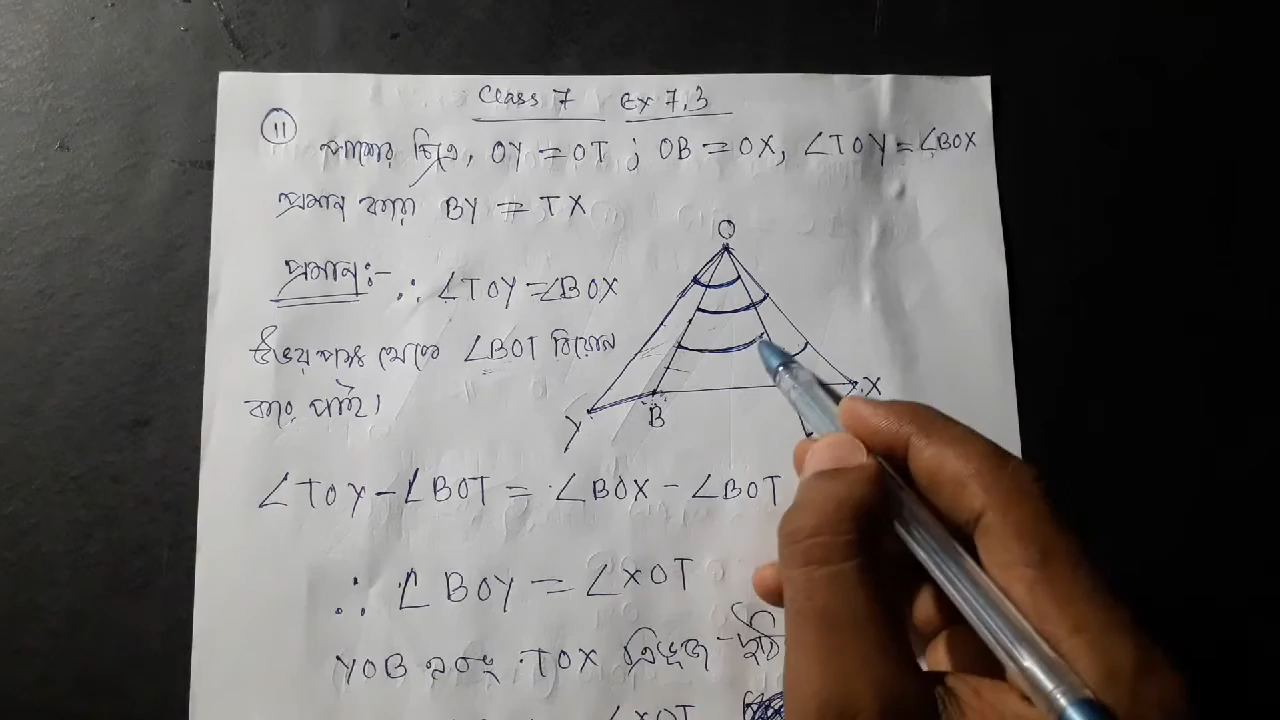 Class 7 Ex 7.3
11 পাশের চিত্রে, OY = OT ; OB = OX, ∠TOY = ∠BOX
প্রমান করো BY = TX
প্রমান:- ∴ ∠TOY = ∠BOX
উভয় পক্ষ থেকে ∠BOT বিয়োগ
করে পাই।
O
X
B
Y
∠TOY - ∠BOT = ∠BOX - ∠BOT
∴ ∠BOY = ∠XOT
YOB এবং TOX ত্রিভুজ দুটি
∠XOT